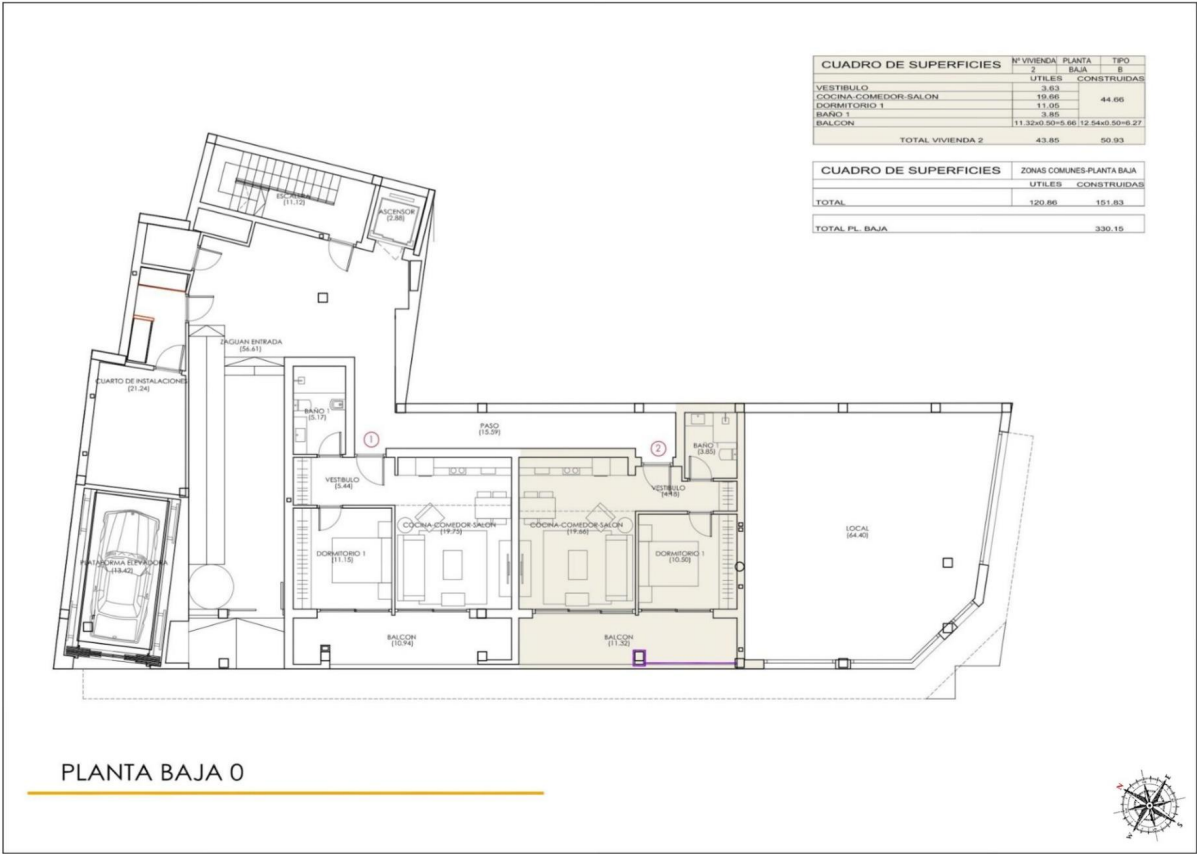 CUADRO DE SUPERFICIES Nº VIVIENDA PLANTA TIPO
2 BAJA B
UTILES CONSTRUIDAS
VESTIBULO 3.63
COCINA-COMEDOR-SALON 19.66 44.66
DORMITORIO 1 11.05
BAÑO 1 3.85
BALCON 11.32x0.50=5.66 12.54x0.50=6.27
TOTAL VIVIENDA 2 43.85 50.93
CUADRO DE SUPERFICIES ZONAS COMUNES-PLANTA BAJA
UTILES CONSTRUIDAS
TOTAL 120.86 151.83
TOTAL PL. BAJA 330.15
ESCALERA
(11.12)
ASCENSOR
(2.88)
ZAGUAN ENTRADA
(56.61)
CUARTO DE INSTALACIONES
(21.24)
BAÑO 1
(5.17)
PASO
(15.59)
1
2
BAÑO 1
(3.85)
VESTIBULO
(5.44)
VESTIBULO
(4.18)
COCINA-COMEDOR-SALON
(19.75)
COCINA-COMEDOR-SALON
(19.66)
LOCAL
(64.40)
DORMITORIO 1
(11.15)
DORMITORIO 1
(10.50)
PLATAFORMA ELEVADORA
(13.42)
BALCON
(10.94)
BALCON
(11.32)
PLANTA BAJA 0
N
E
S
W